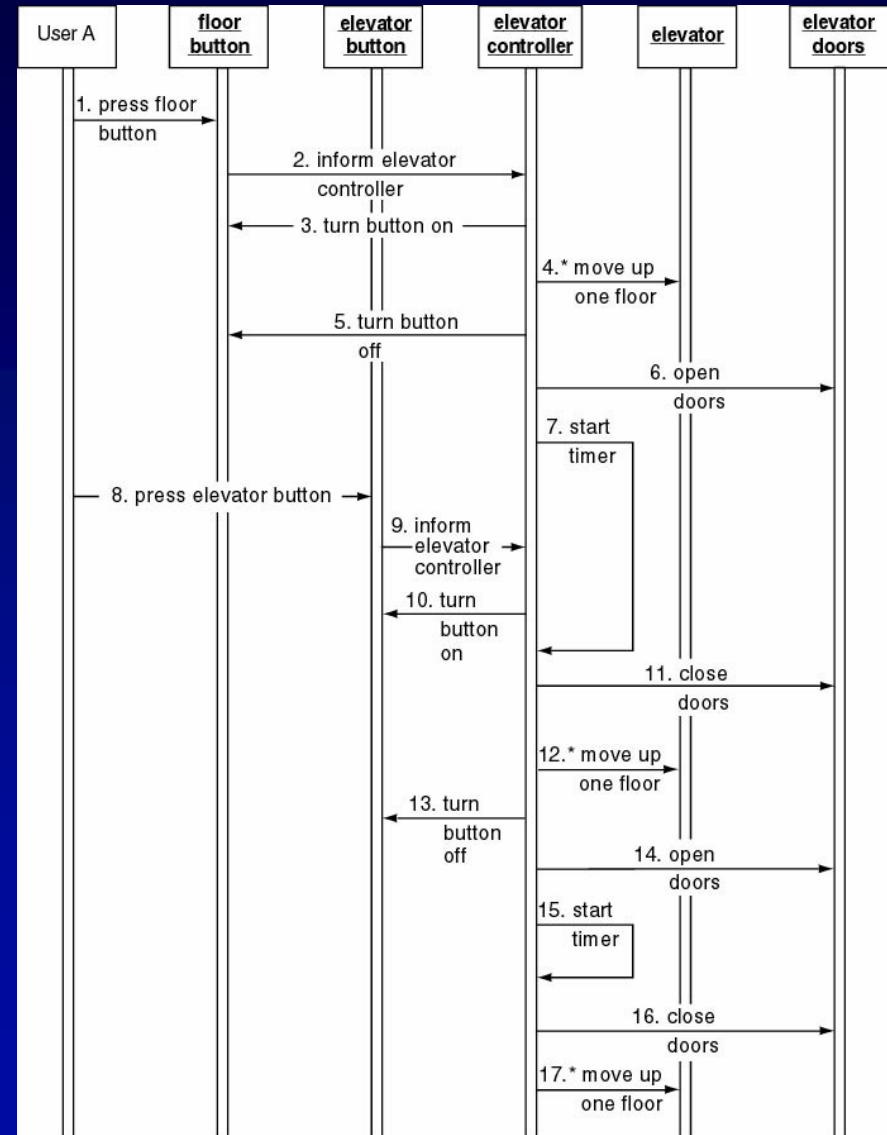 User A
floor
button
elevator
button
elevator
controller
elevator
elevator
doors
1. press floor
button
2. inform elevator
controller
3. turn button on
4.* move up
one floor
5. turn button
off
6. open
doors
7. start
timer
8. press elevator button
9. inform
elevator
controller
10. turn
button
on
11. close
doors
12.* move up
one floor
13. turn
button
off
14. open
doors
15. start
timer
16. close
doors
17.* move up
one floor